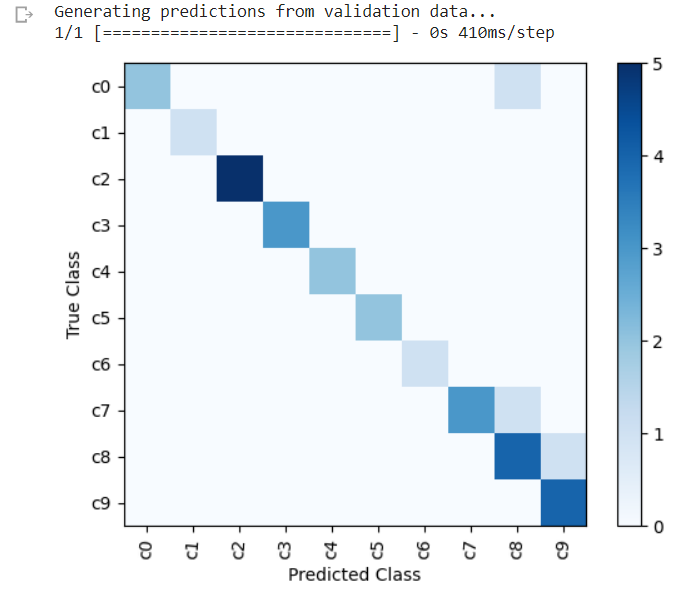 Generating predictions from validation data...
1/1 [==============================] - 0s 410ms/step
c0
c1
c2
c3
c4
c5
c6
c7
c8
c9
True Class
c0 c1 c2 c3 c4 c5 c6 c7 c8 c9
Predicted Class
5
4
3
2
1
0